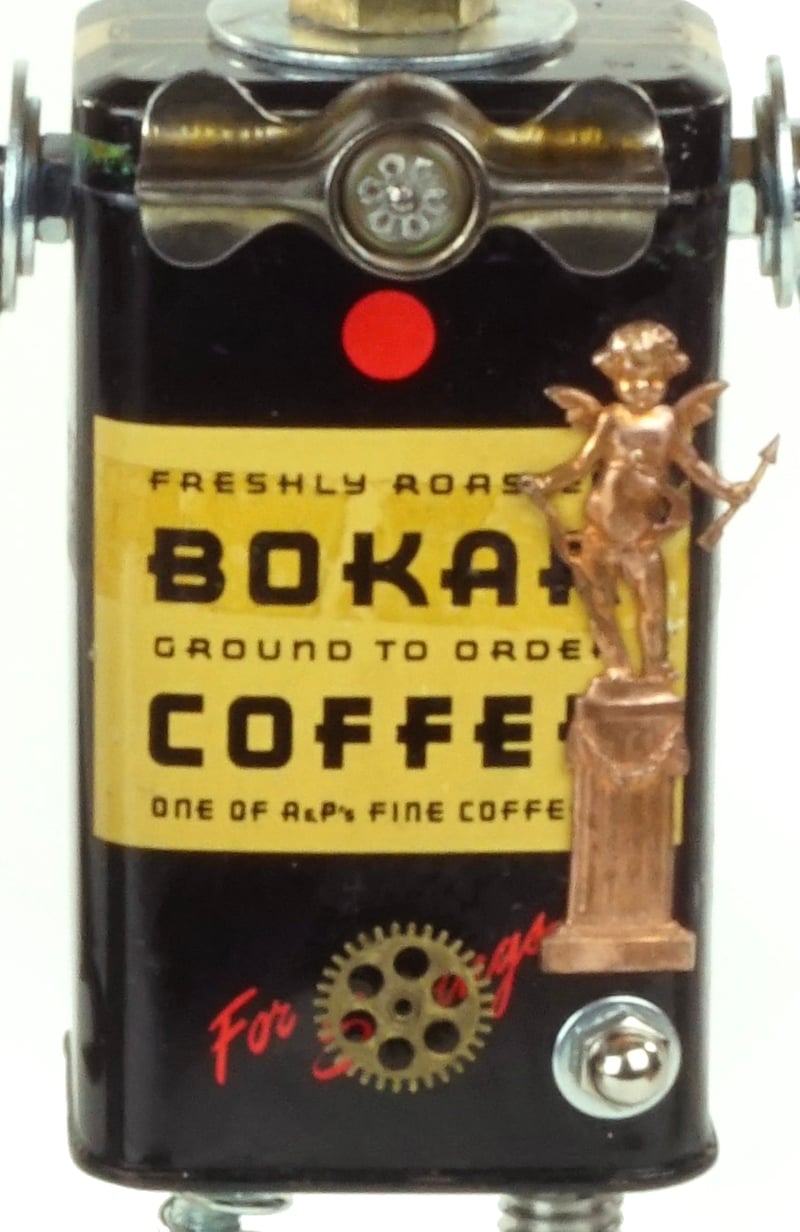 FRESHLY ROAS
BOKA
GROUND TO ORDE
COFFE
ONE OF A&P's FINE COFFE
For